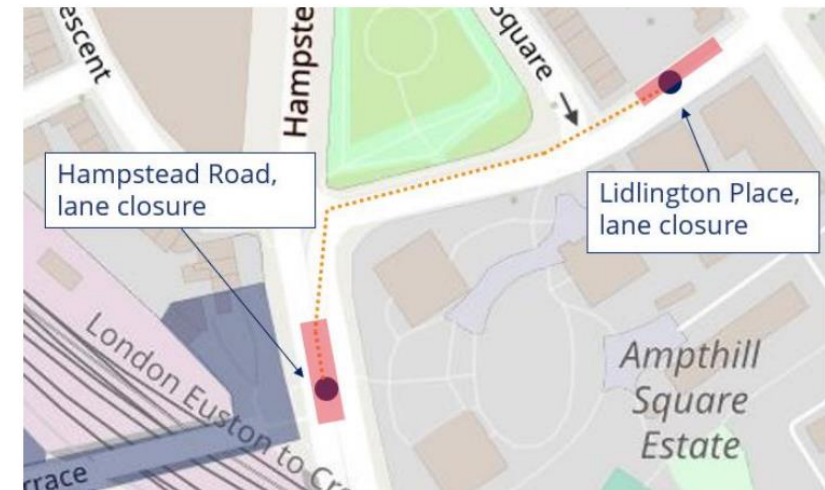 escent
Hampste
Square
Hampstead Road,
lane closure
Lidlington Place,
lane closure
London Euston to Cr
Ampthill
Square
Estate
rrace